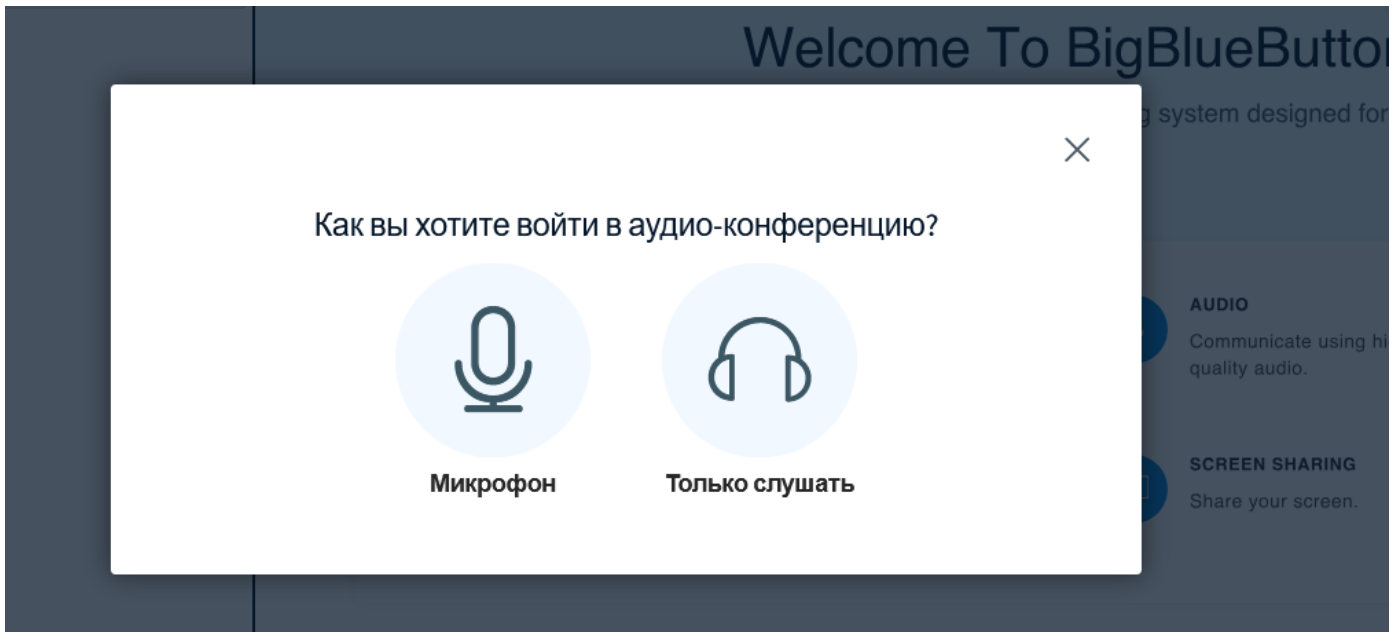 Welcome To BigBlueButton
system designed for
Как вы хотите войти в аудио-конференцию?
Микрофон
Только слушать
AUDIO
Communicate using
quality audio.
SCREEN SHARING
Share your screen.